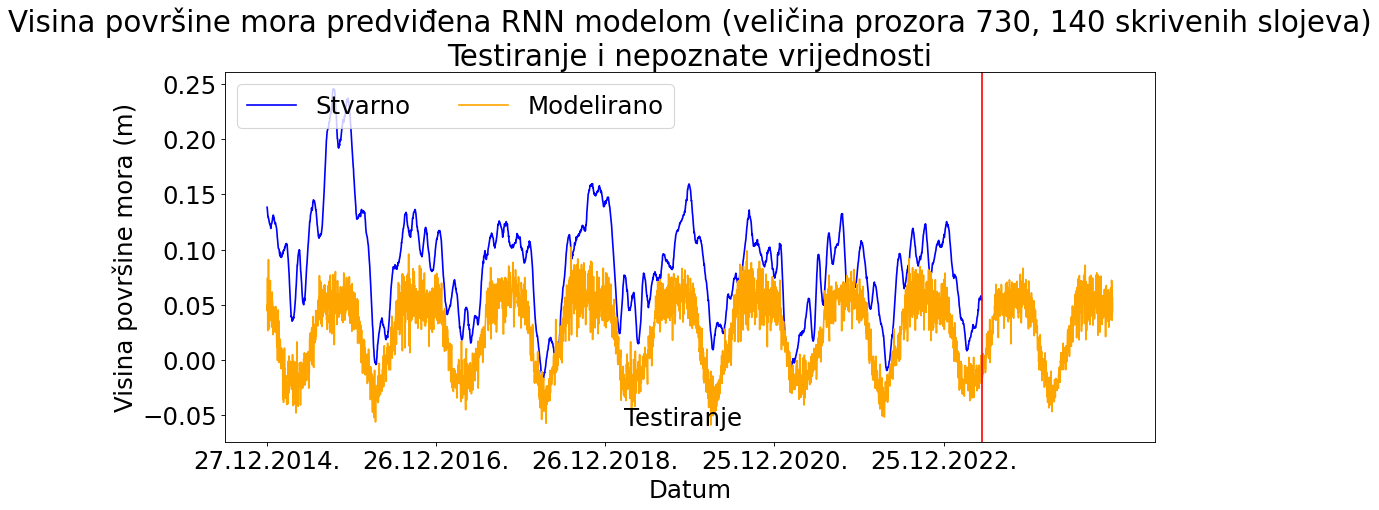 Visina površine mora predviđena RNN modelom (veličina prozora 730, 140 skrivenih slojeva)
Testiranje i nepoznate vrijednosti
Stvarno Modelirano
Visina površine mora (m)
0.25
0.20
0.15
0.10
0.05
0.00
−0.05
Testiranje
27.12.2014. 26.12.2016. 26.12.2018. 25.12.2020. 25.12.2022.
Datum